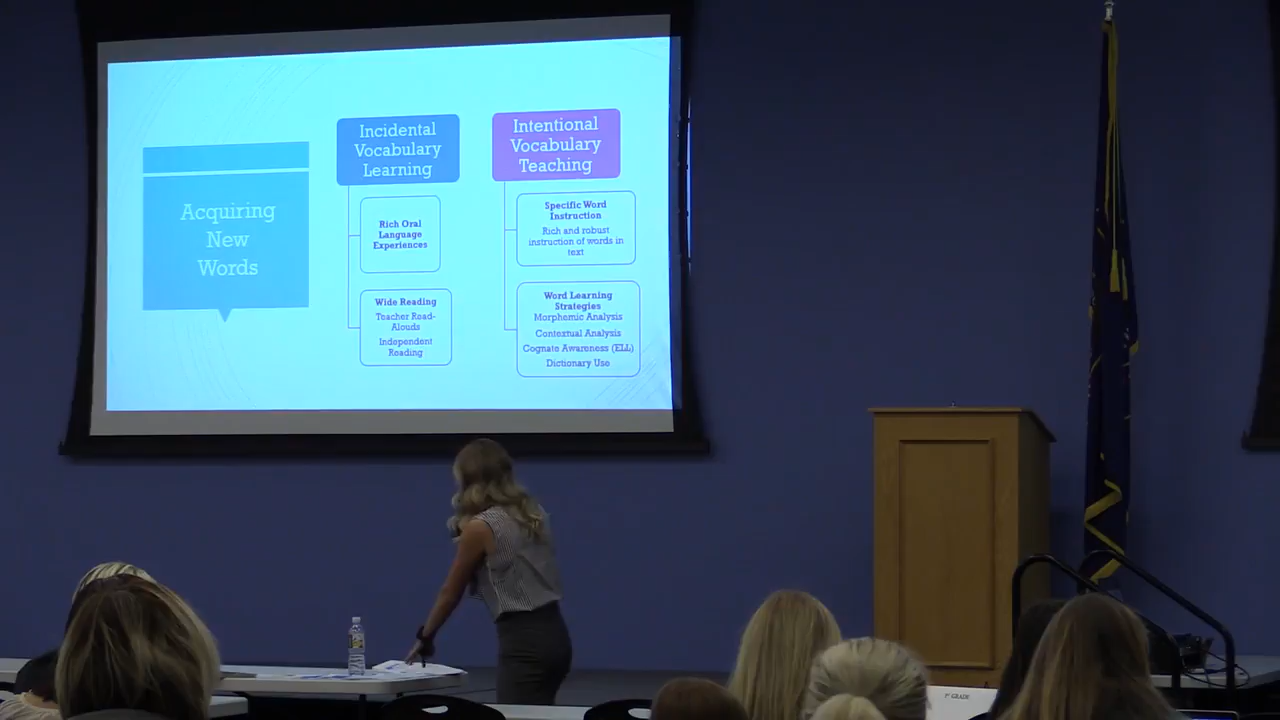 Acquiring
New
Words
Incidental
Vocabulary
Learning
Rich Oral
Language
Experiences
Wide Reading
Teacher Read-
Alouds
Independent
Reading
Intentional
Vocabulary
Teaching
Specific Word
Instruction
Rich and robust
instruction of words in
text
Word Learning
Strategies
Morphemic Analysis
Contextual Analysis
Cognate Awareness (ELL)
Dictionary Use
GRADE